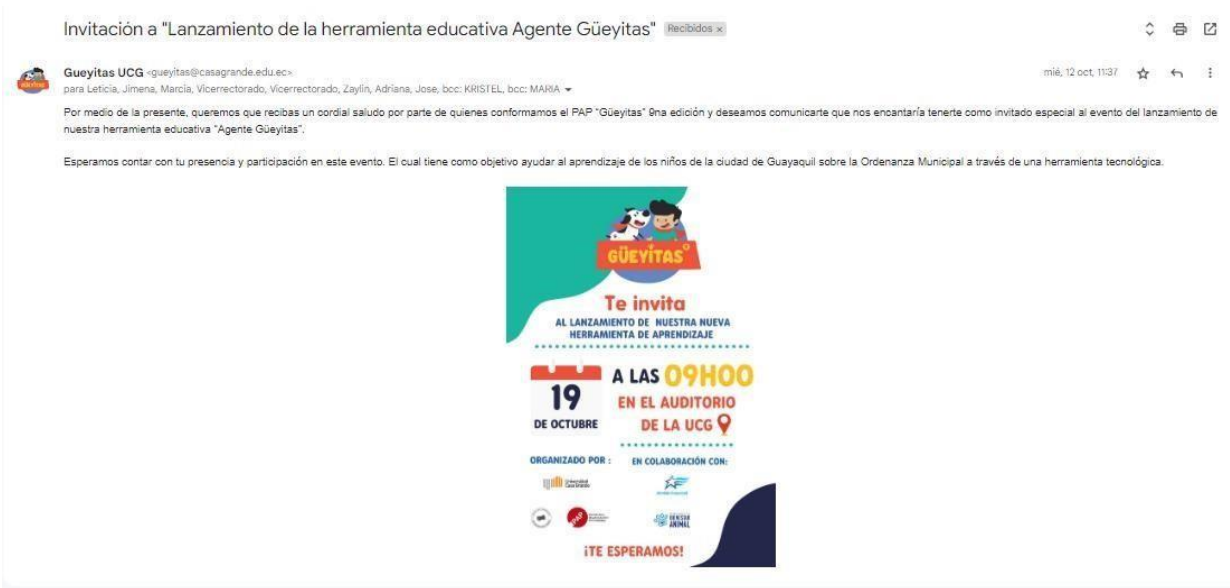 Invitación a "Lanzamiento de la herramienta educativa Agente Güeyitas" Recibidos x
Gueyitas UCG <gueyitas@casagrande.edu.ec> mié, 12 oct, 11:37
para Leticia, Jimena, Marcia, Vicerrectorado, Vicerrectorado, Zaylin, Adriana, Jose, bcc: KRISTEL, bcc: MARIA
Por medio de la presente, queremos que recibas un cordial saludo por parte de quienes conformamos el PAP "Güeyitas" 9na edición y deseamos comunicarte que nos encantaría tenerte como invitado especial al evento del lanzamiento de
nuestra herramienta educativa "Agente Güeyitas".
Esperamos contar con tu presencia y participación en este evento. El cual tiene como objetivo ayudar al aprendizaje de los niños de la ciudad de Guayaquil sobre la Ordenanza Municipal a través de una herramienta tecnológica.
GÜEYITAS
Te invita
AL LANZAMIENTO DE NUESTRA NUEVA
HERRAMIENTA DE APRENDIZAJE
19
DE OCTUBRE
A LAS 09H00
EN EL AUDITORIO
DE LA UCG
ORGANIZADO POR :
EN COLABORACIÓN CON:
Universidad
Casa Grande
PAP
BIENESTAR
ANIMAL
¡TE ESPERAMOS!